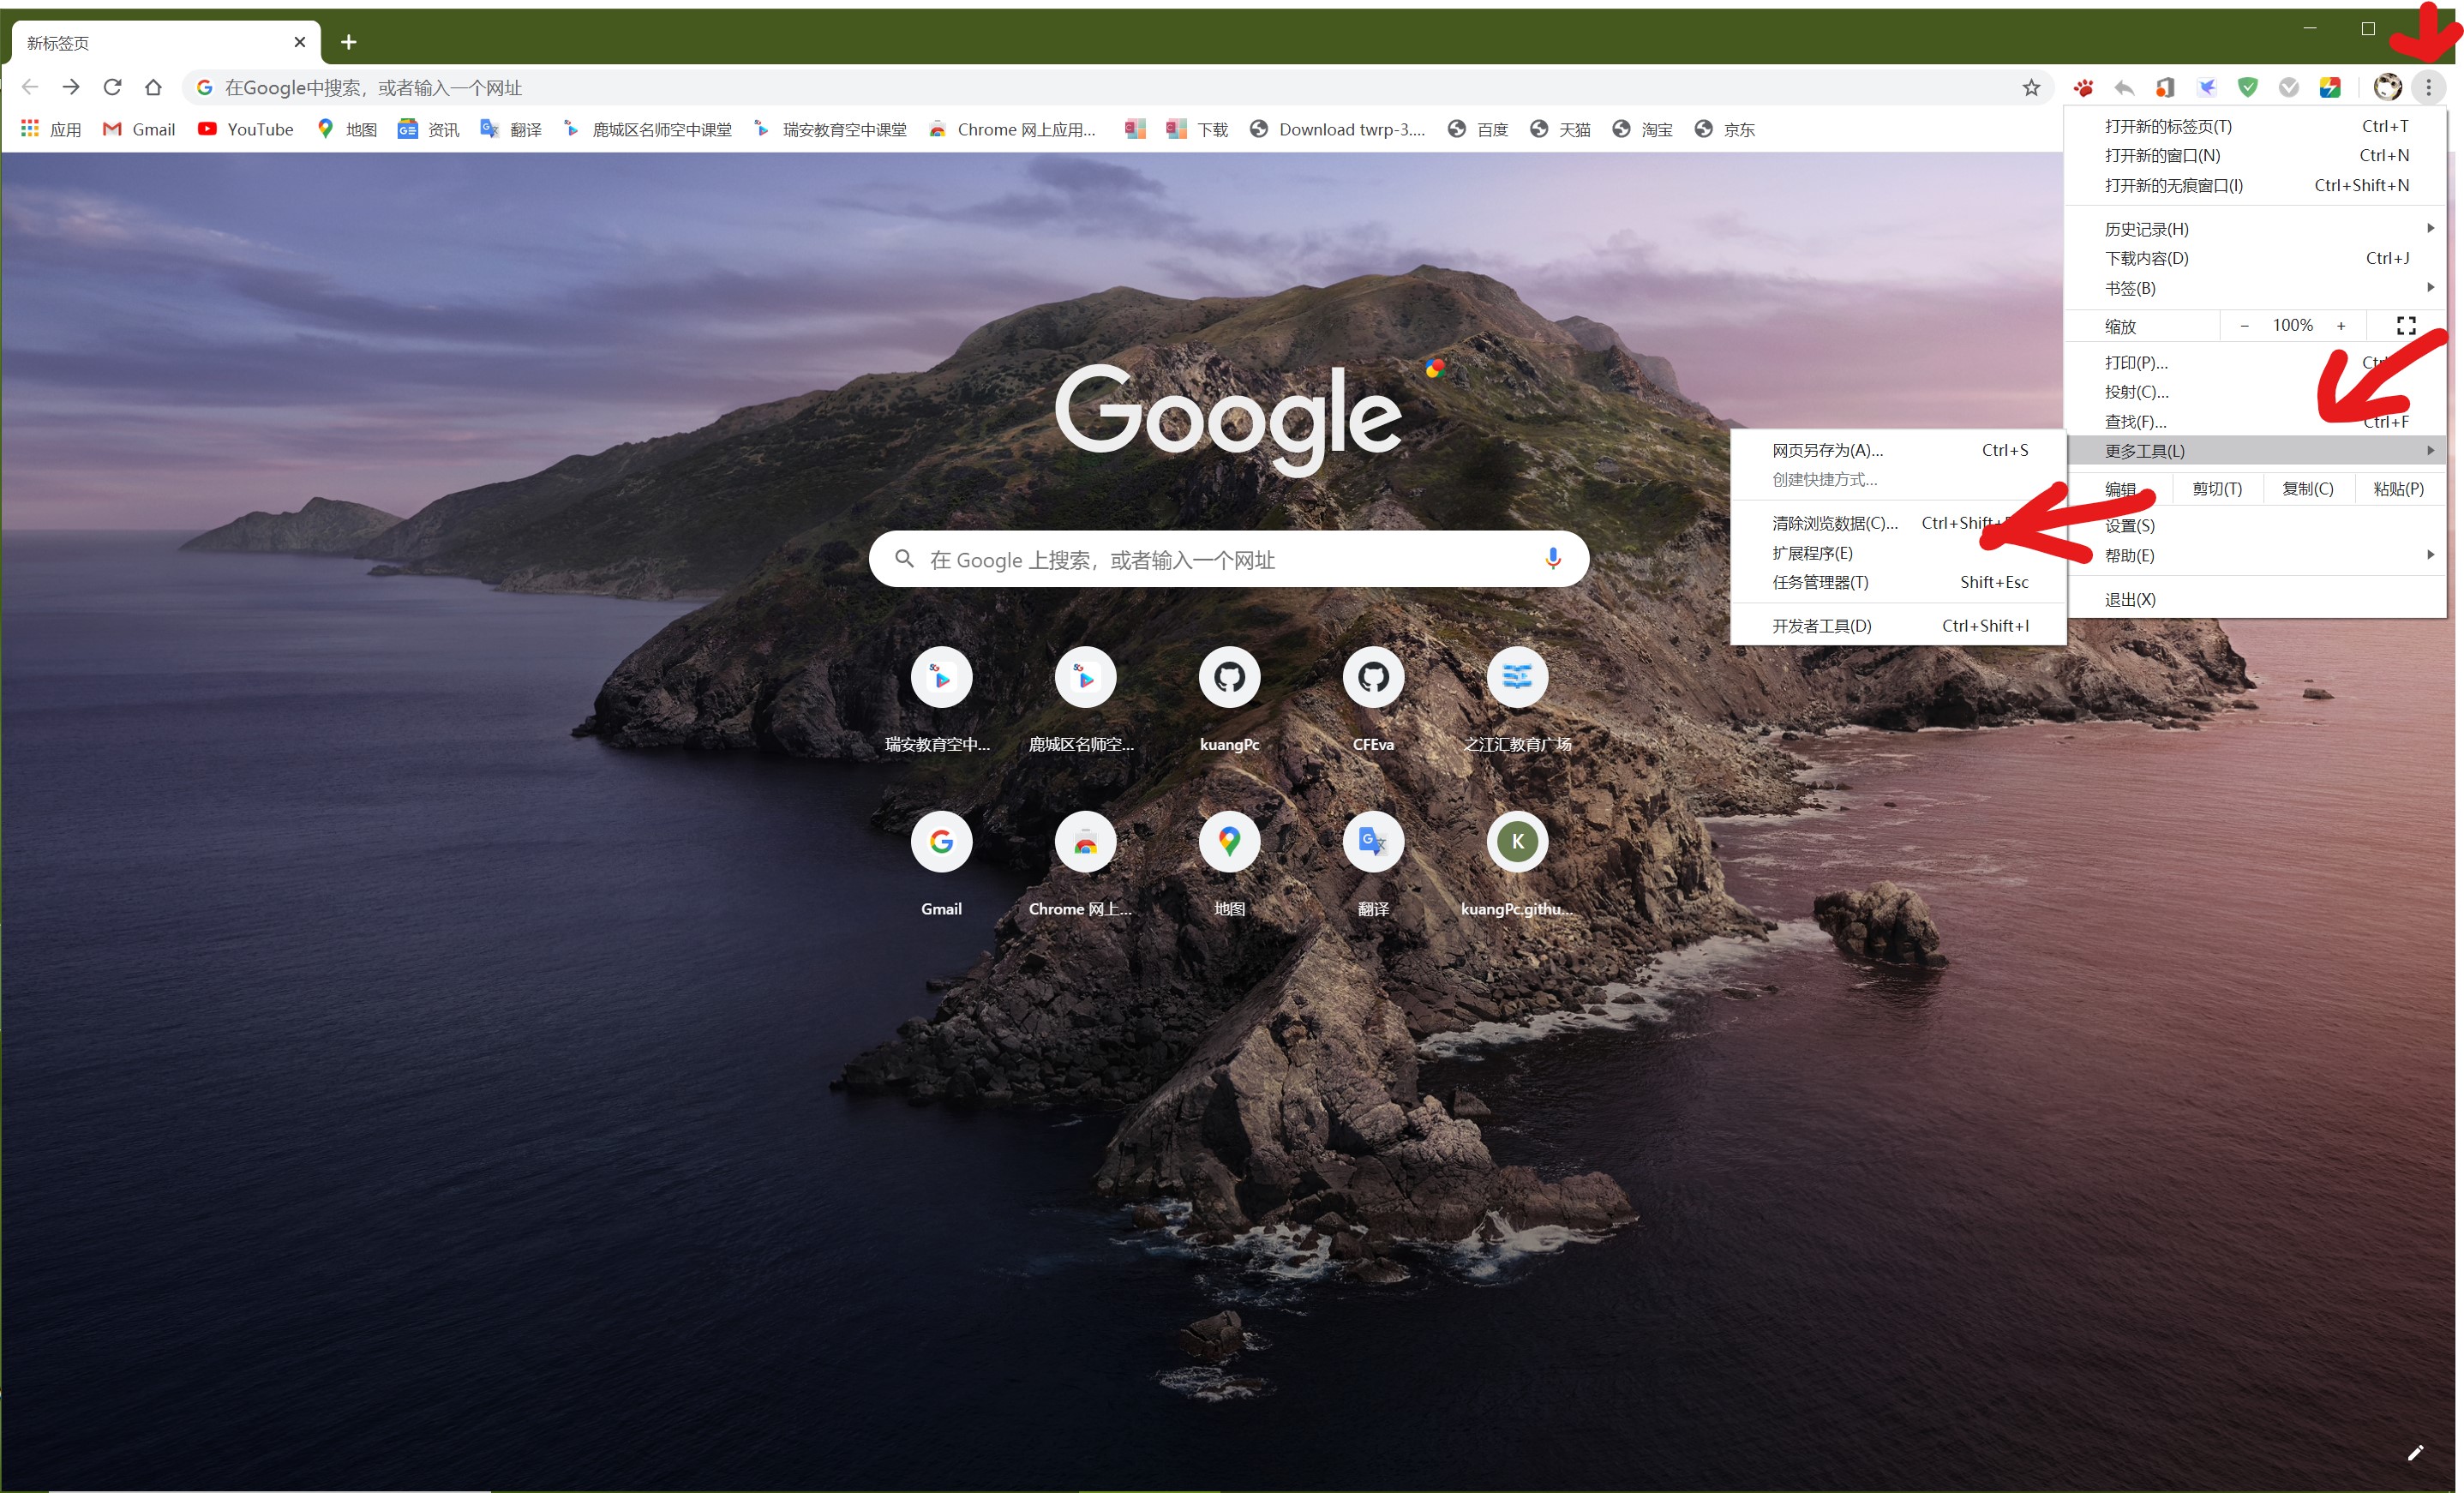 新标签页
在Google中搜索，或者输入一个网址
应用 Gmail YouTube 地图 资讯 翻译 鹿城区名师空中课堂 瑞安教育空中课堂 Chrome 网上应用... 下载 Download twrp-3.... 百度 天猫 淘宝 京东
打开新的标签页(T) Ctrl+T
打开新的窗口(N) Ctrl+N
打开新的无痕窗口(I) Ctrl+Shift+N
历史记录(H)
下载内容(D) Ctrl+J
书签(B)
缩放 − 100% +
打印(P)...
投射(C)...
查找(F)... Ctrl+F
更多工具(L)
编辑 剪切(T) 复制(C) 粘贴(P)
设置(S)
帮助(E)
退出(X)
网页另存为(A)... Ctrl+S
创建快捷方式...
清除浏览数据(C)... Ctrl+Shift+
扩展程序(E)
任务管理器(T) Shift+Esc
开发者工具(D) Ctrl+Shift+I
Google
在 Google 上搜索，或者输入一个网址
瑞安教育空中... 鹿城区名师空... kuangPc CFEva 之江汇教育广场
K
Gmail Chrome 网上... 地图 翻译 kuangPc.githu...